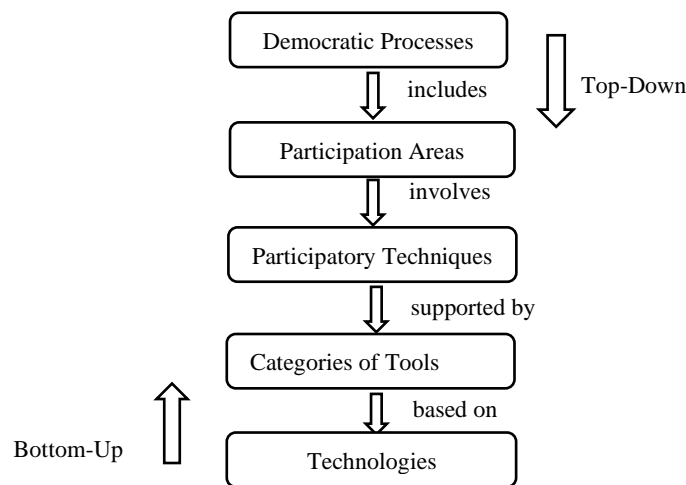 Democratic Processes
includes
Top-Down
Participation Areas
involves
Participatory Techniques
supported by
Categories of Tools
based on
Bottom-Up
Technologies